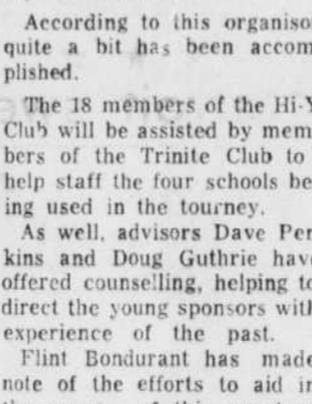 According to this organiso
quite a bit has been accom
plished.
The 18 members of the Hi-Y
Club will be assisted by mem
bers of the Trinite Club to
help staff the four schools be
ing used in the tourney.
As well, advisors Dave Per
kins and Doug Guthrie have
offered counselling, helping to
direct the young sponsors with
experience of the past.
Flint Bondurant has made
note of the efforts to aid in